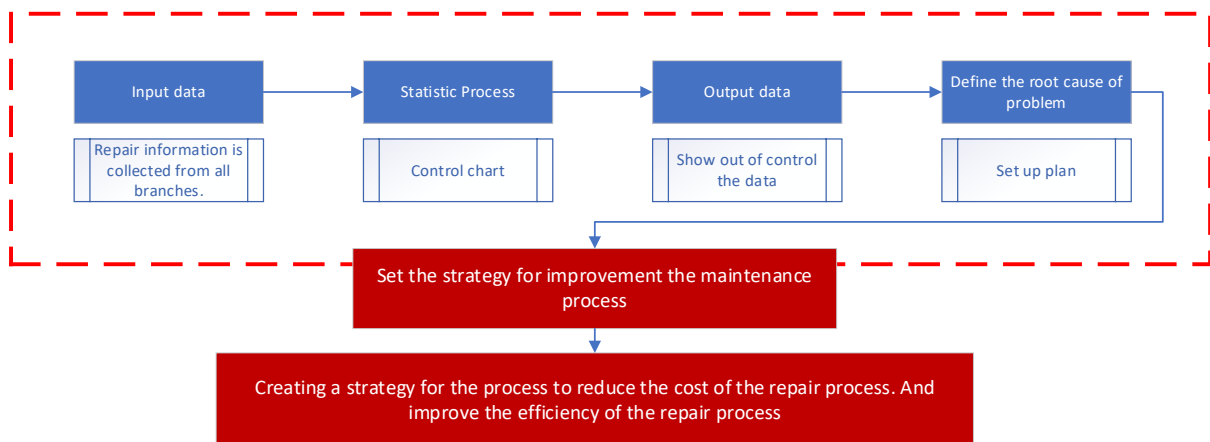 Input data
Statistic Process
Output data
Define the root cause of
problem
Repair information is
collected from all
branches.
Control chart
Show out of control
the data
Set up plan
Set the strategy for improvement the maintenance
process
Creating a strategy for the process to reduce the cost of the repair process. And
improve the efficiency of the repair process